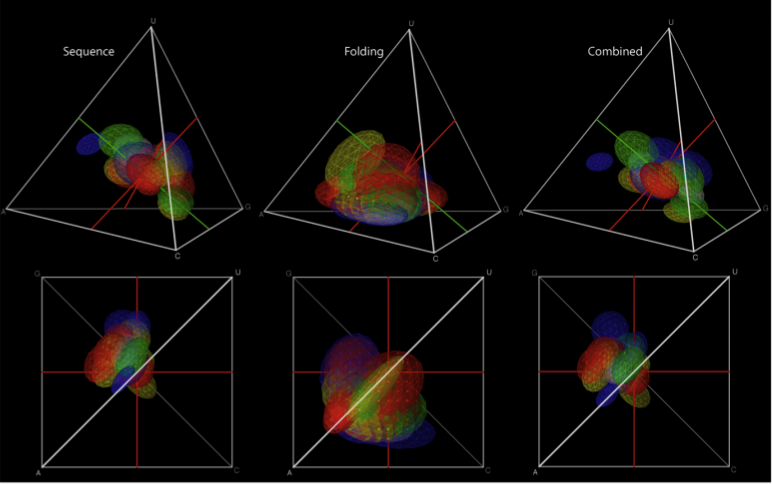 U U U
Sequence Folding Combined
A G A G A G
C C C
G U G U G U
A C A C A C